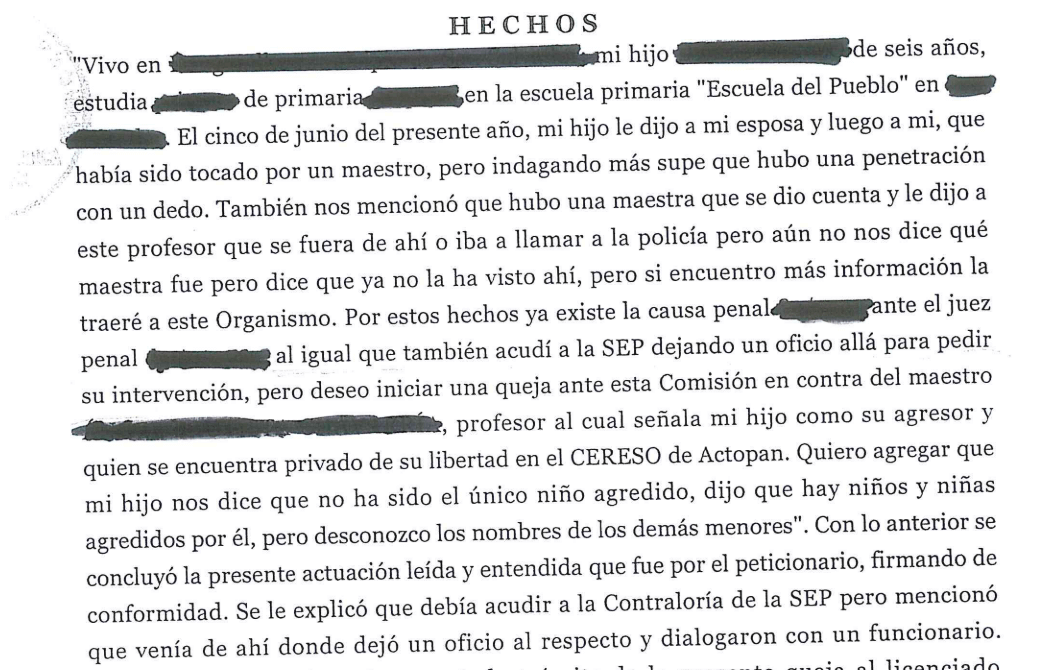 HECHOS
"Vivo en mi hijo de seis años,
estudia de primaria en la escuela primaria "Escuela del Pueblo" en
. El cinco de junio del presente año, mi hijo le dijo a mi esposa y luego a mi, que
había sido tocado por un maestro, pero indagando más supe que hubo una penetración
con un dedo. También nos mencionó que hubo una maestra que se dio cuenta y le dijo a
este profesor que se fuera de ahí o iba a llamar a la policía pero aún no nos dice qué
maestra fue pero dice que ya no la ha visto ahí, pero si encuentro más información la
traeré a este Organismo. Por estos hechos ya existe la causa penal ante el juez
penal al igual que también acudí a la SEP dejando un oficio allá para pedir
su intervención, pero deseo iniciar una queja ante esta Comisión en contra del maestro
, profesor al cual señala mi hijo como su agresor y
quien se encuentra privado de su libertad en el CERESO de Actopan. Quiero agregar que
mi hijo nos dice que no ha sido el único niño agredido, dijo que hay niños y niñas
agredidos por él, pero desconozco los nombres de los demás menores". Con lo anterior se
concluyó la presente actuación leída y entendida que fue por el peticionario, firmando de
conformidad. Se le explicó que debía acudir a la Contraloría de la SEP pero mencionó
que venía de ahí donde dejó un oficio al respecto y dialogaron con un funcionario.
queja al licenciado